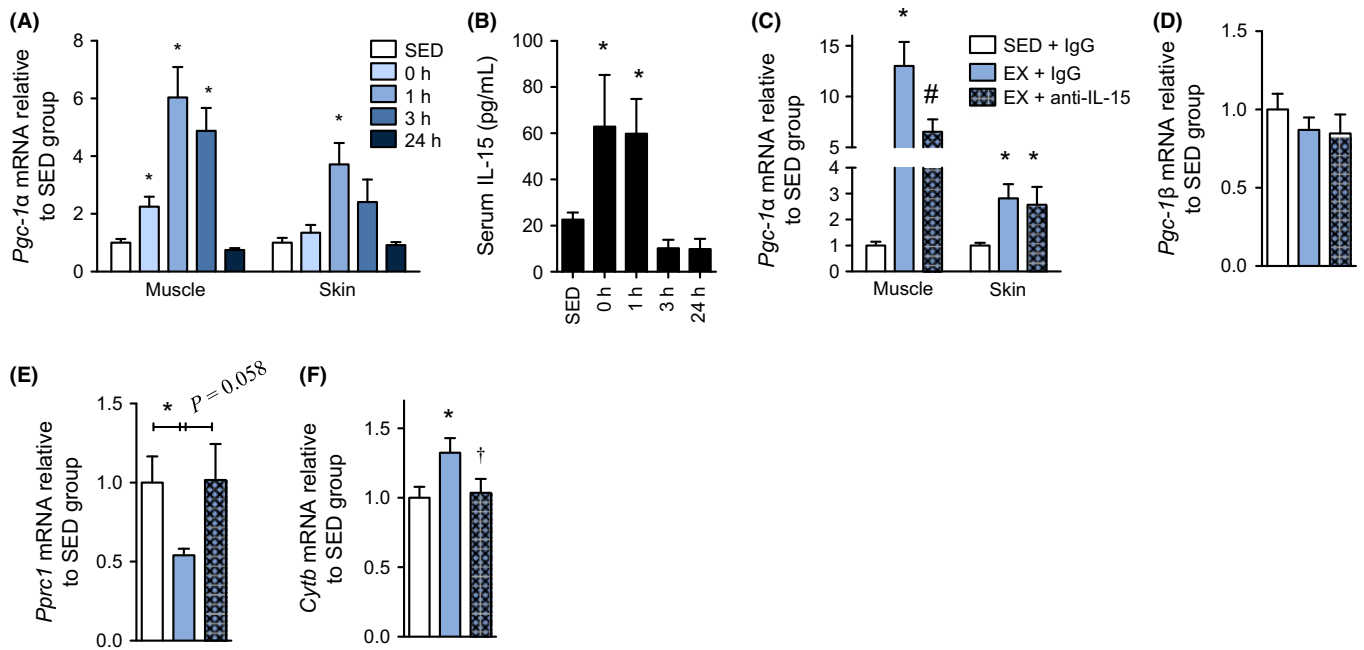 (A)
Pgc-1α mRNA relative
to SED group
8
6
4
2
0
*
*
*
*
SED
0 h
1 h
3 h
24 h
Muscle
Skin
(B)
Serum IL-15 (pg/mL)
100
80
60
40
20
0
*
*
SED
0 h
1 h
3 h
24 h
(C)
Pgc-1α mRNA relative
to SED group
15
10
5
4
3
2
1
0
*
#
*
*
SED + IgG
EX + IgG
EX + anti-IL-15
Muscle
Skin
(D)
Pgc-1β mRNA relative
to SED group
1.5
1.0
0.5
0.0
(E)
Pprc1 mRNA relative
to SED group
1.5
1.0
0.5
0.0
*
P = 0.058
(F)
Cytb mRNA relative
to SED group
1.5
1.0
0.5
0.0
*
†